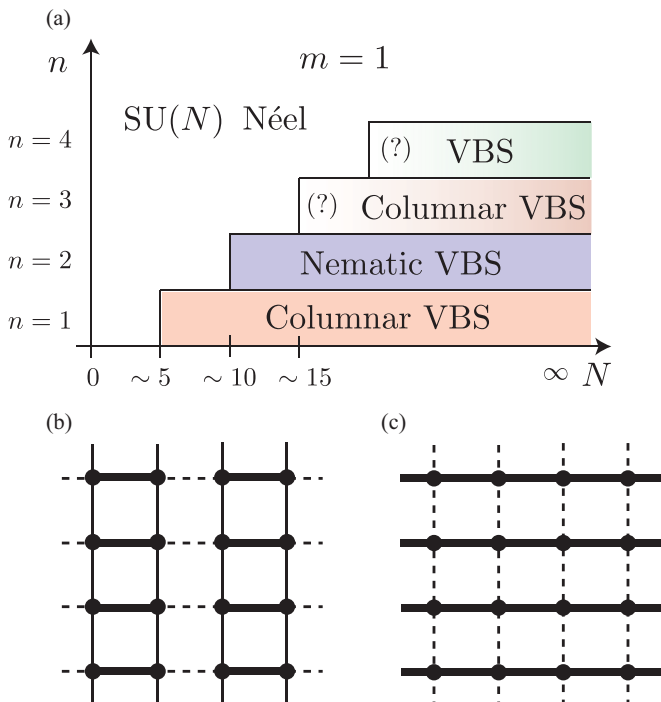 (a)
n
m = 1
SU(N) Néel
n = 4
(?) VBS
n = 3
(?) Columnar VBS
n = 2
Nematic VBS
n = 1
Columnar VBS
0 ∼ 5 ∼ 10 ∼ 15 ∞ N
(b) (c)